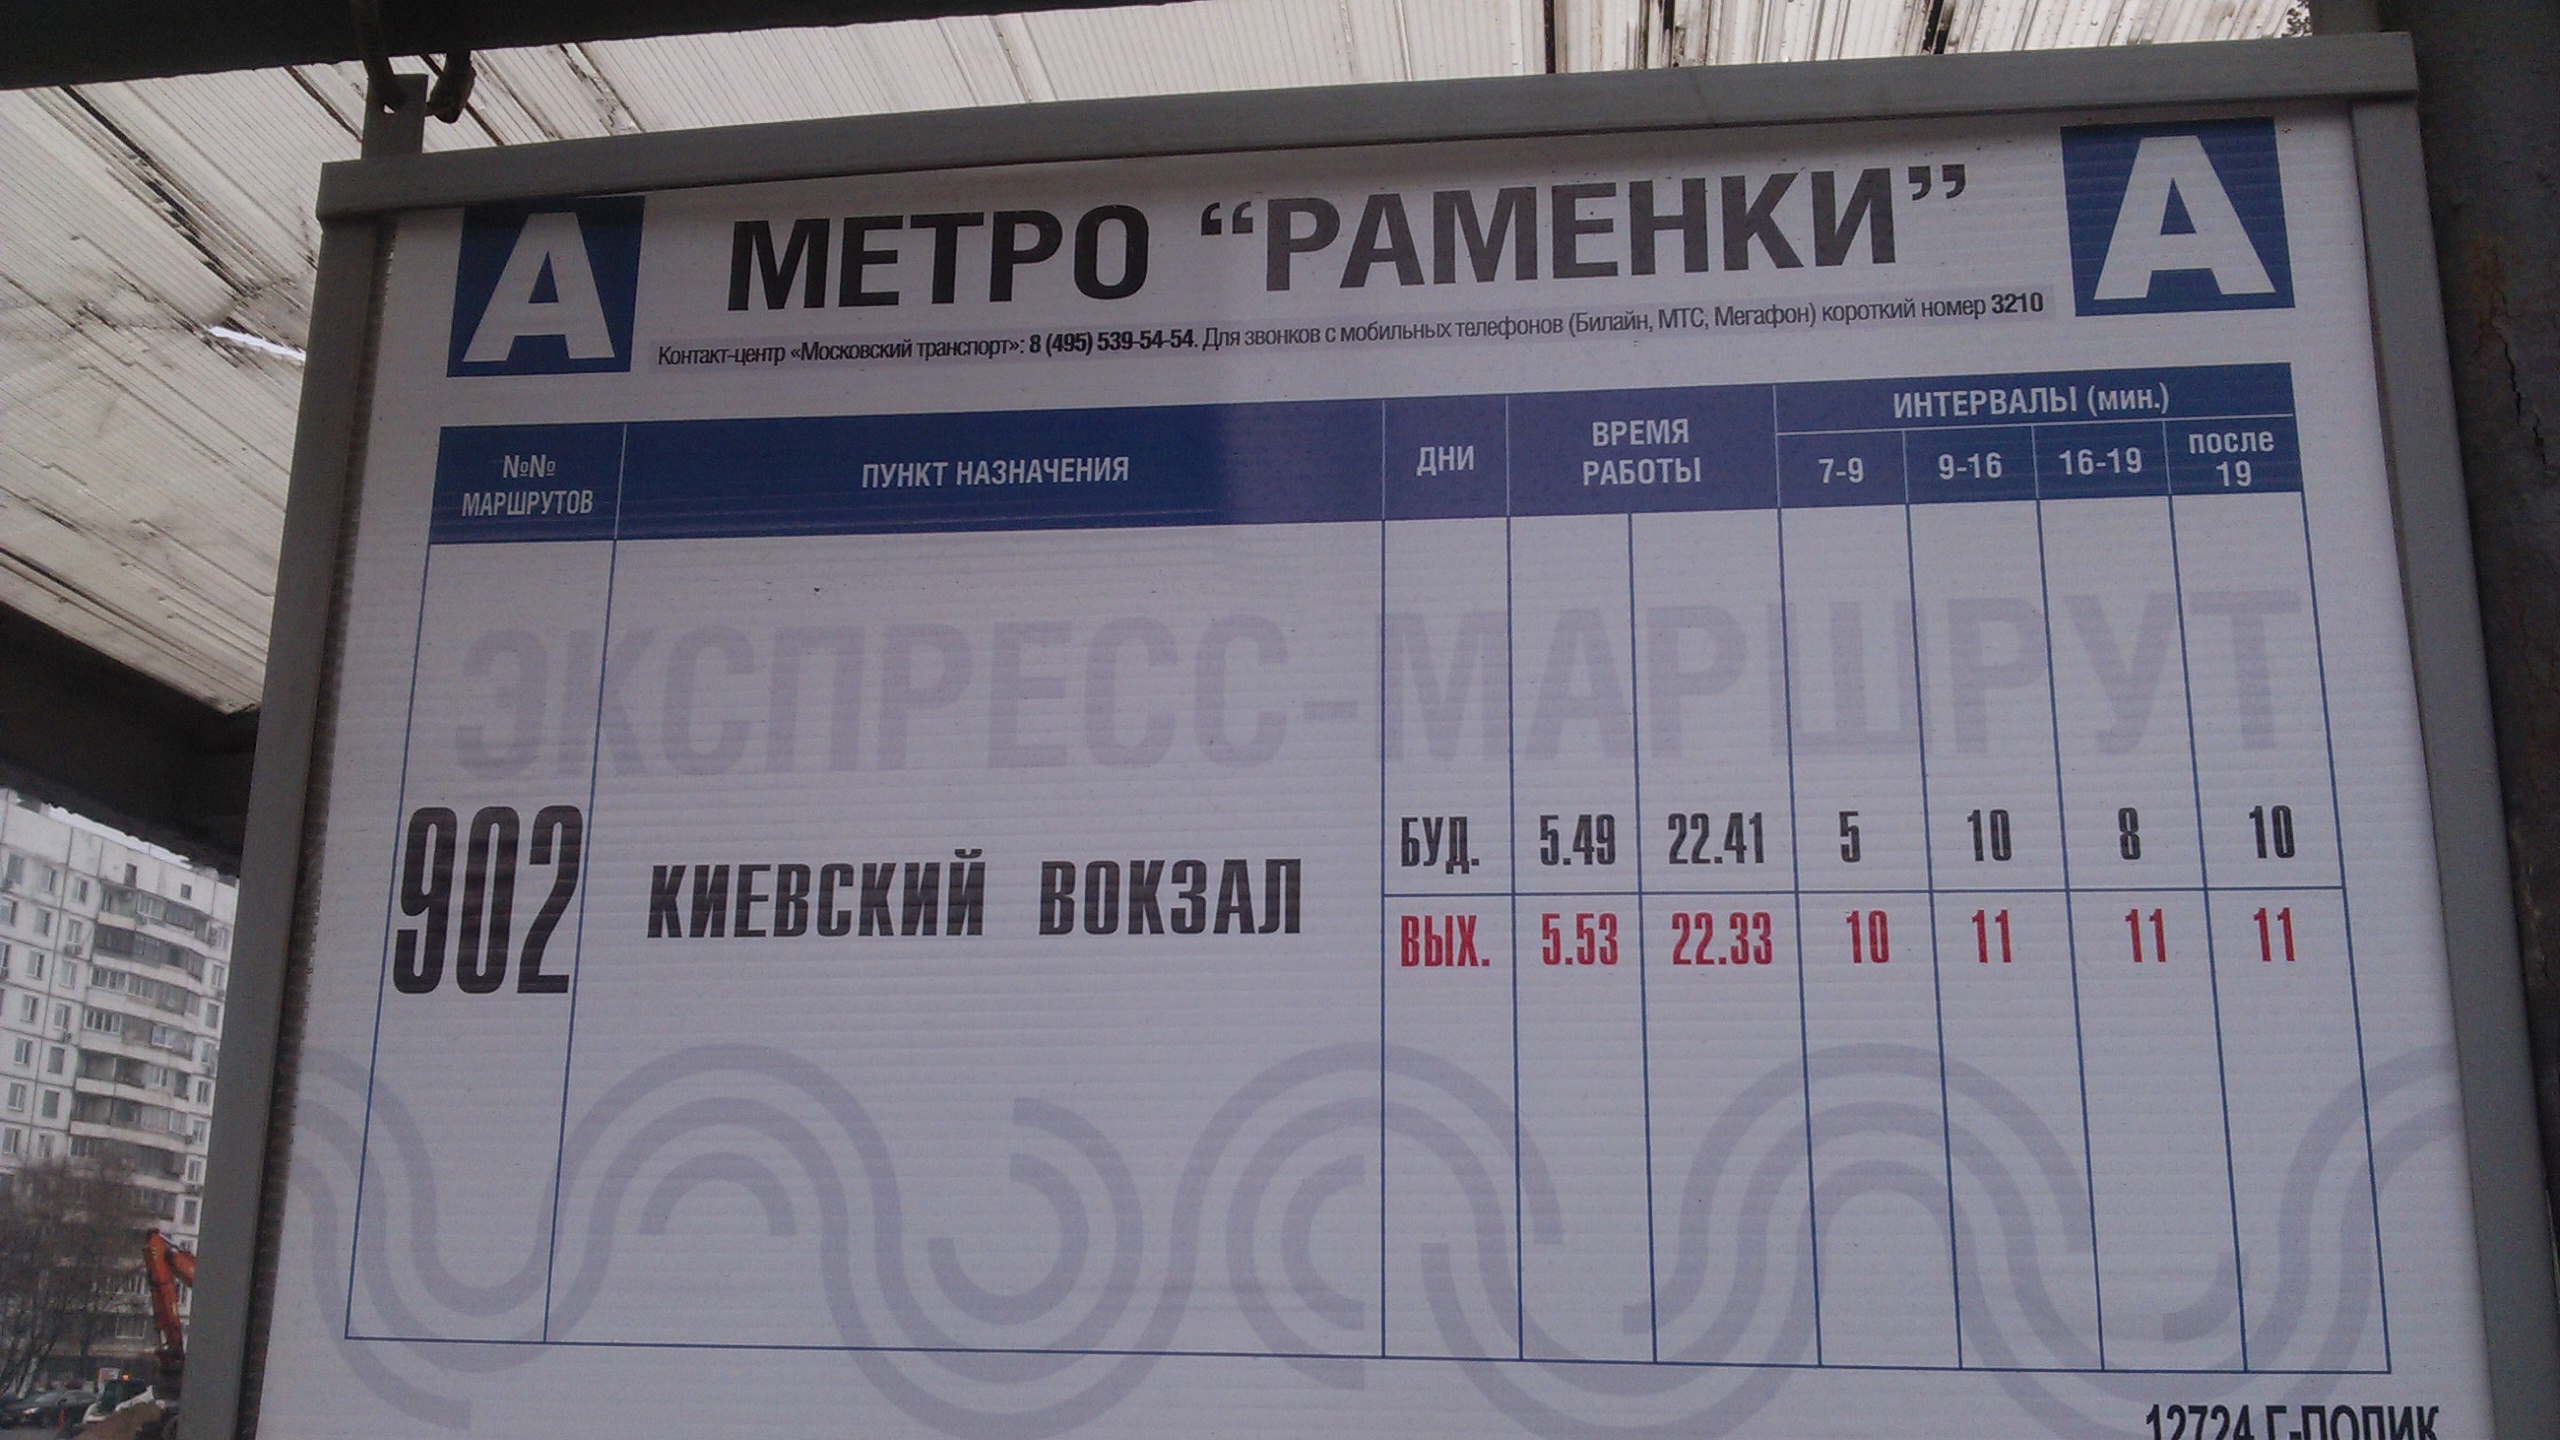 А МЕТРО “РАМЕНКИ” А
Контакт-центр «Московский транспорт»: 8 (495) 539-54-54. Для звонков с мобильных телефонов (Билайн, МТС, Мегафон) короткий номер 3210
№№ МАРШРУТОВ
ПУНКТ НАЗНАЧЕНИЯ
ДНИ
ВРЕМЯ РАБОТЫ
ИНТЕРВАЛЫ (мин.)
7-9 9-16 16-19 после 19
ЭКСПРЕСС-МАРШРУТ
902 КИЕВСКИЙ ВОКЗАЛ
БУД. 5.49 22.41 5 10 8 10
ВЫХ. 5.53 22.33 10 11 11 11
12724 Г-ПОЛИК